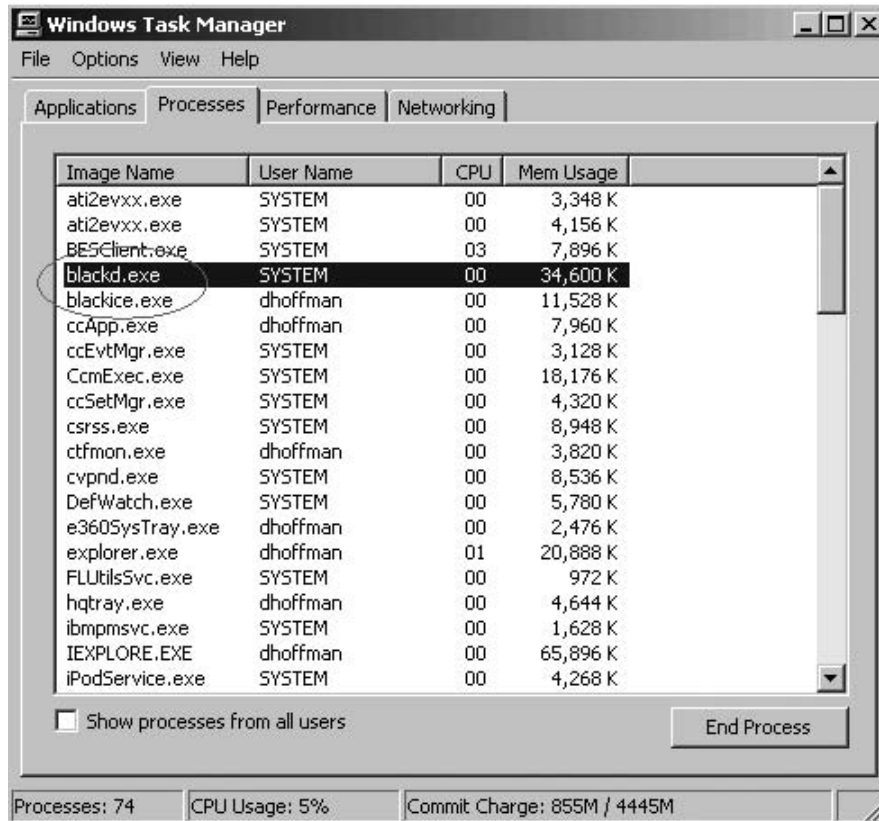 Windows Task Manager
File Options View Help
Applications Processes Performance Networking
Image Name User Name CPU Mem Usage
ati2evxx.exe SYSTEM 00 3,348 K
ati2evxx.exe SYSTEM 00 4,156 K
BESClient.exe SYSTEM 03 7,896 K
blackd.exe SYSTEM 00 34,600 K
blackice.exe dhoffman 00 11,528 K
ccApp.exe dhoffman 00 7,960 K
ccEvtMgr.exe SYSTEM 00 3,128 K
CcmExec.exe SYSTEM 00 18,176 K
ccSetMgr.exe SYSTEM 00 4,320 K
csrss.exe SYSTEM 00 8,948 K
ctfmon.exe dhoffman 00 3,820 K
cvpnd.exe SYSTEM 00 8,536 K
DefWatch.exe SYSTEM 00 5,780 K
e360SysTray.exe dhoffman 00 2,476 K
explorer.exe dhoffman 01 20,888 K
FLUtilsSvc.exe SYSTEM 00 972 K
hqtray.exe dhoffman 00 4,644 K
ibmpmsvc.exe SYSTEM 00 1,628 K
IEXPLORE.EXE dhoffman 00 65,896 K
iPodService.exe SYSTEM 00 4,268 K
Show processes from all users
End Process
Processes: 74 CPU Usage: 5% Commit Charge: 855M / 4445M